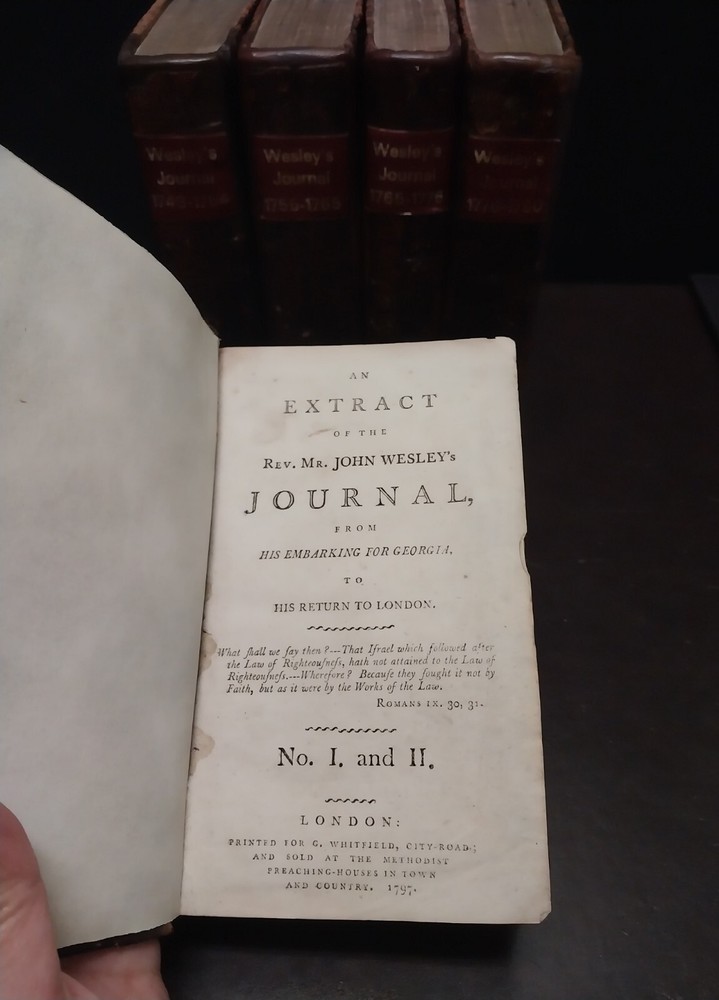 Wesley's
Journal
Wesley's
Journal
1755-1765
Wesley's
Journal
Wesley's
Journal
AN
EXTRACT
OF THE
REV. MR. JOHN WESLEY's
JOURNAL,
FROM
HIS EMBARKING FOR GEORGIA,
TO
HIS RETURN TO LONDON.
What ſhall we ſay then?---That Iſrael which followed after
the Law of Righteouſneſs, hath not attained to the Law of
Righteouſneſs.---Wherefore? Becauſe they ſought it not by
Faith, but as it were by the Works of the Law.
ROMANS IX. 30, 31.
No. I. and II.
LONDON:
PRINTED FOR G. WHITFIELD, CITY-ROAD;
AND SOLD AT THE METHODIST
PREACHING-HOUSES IN TOWN
AND COUNTRY. 1797.